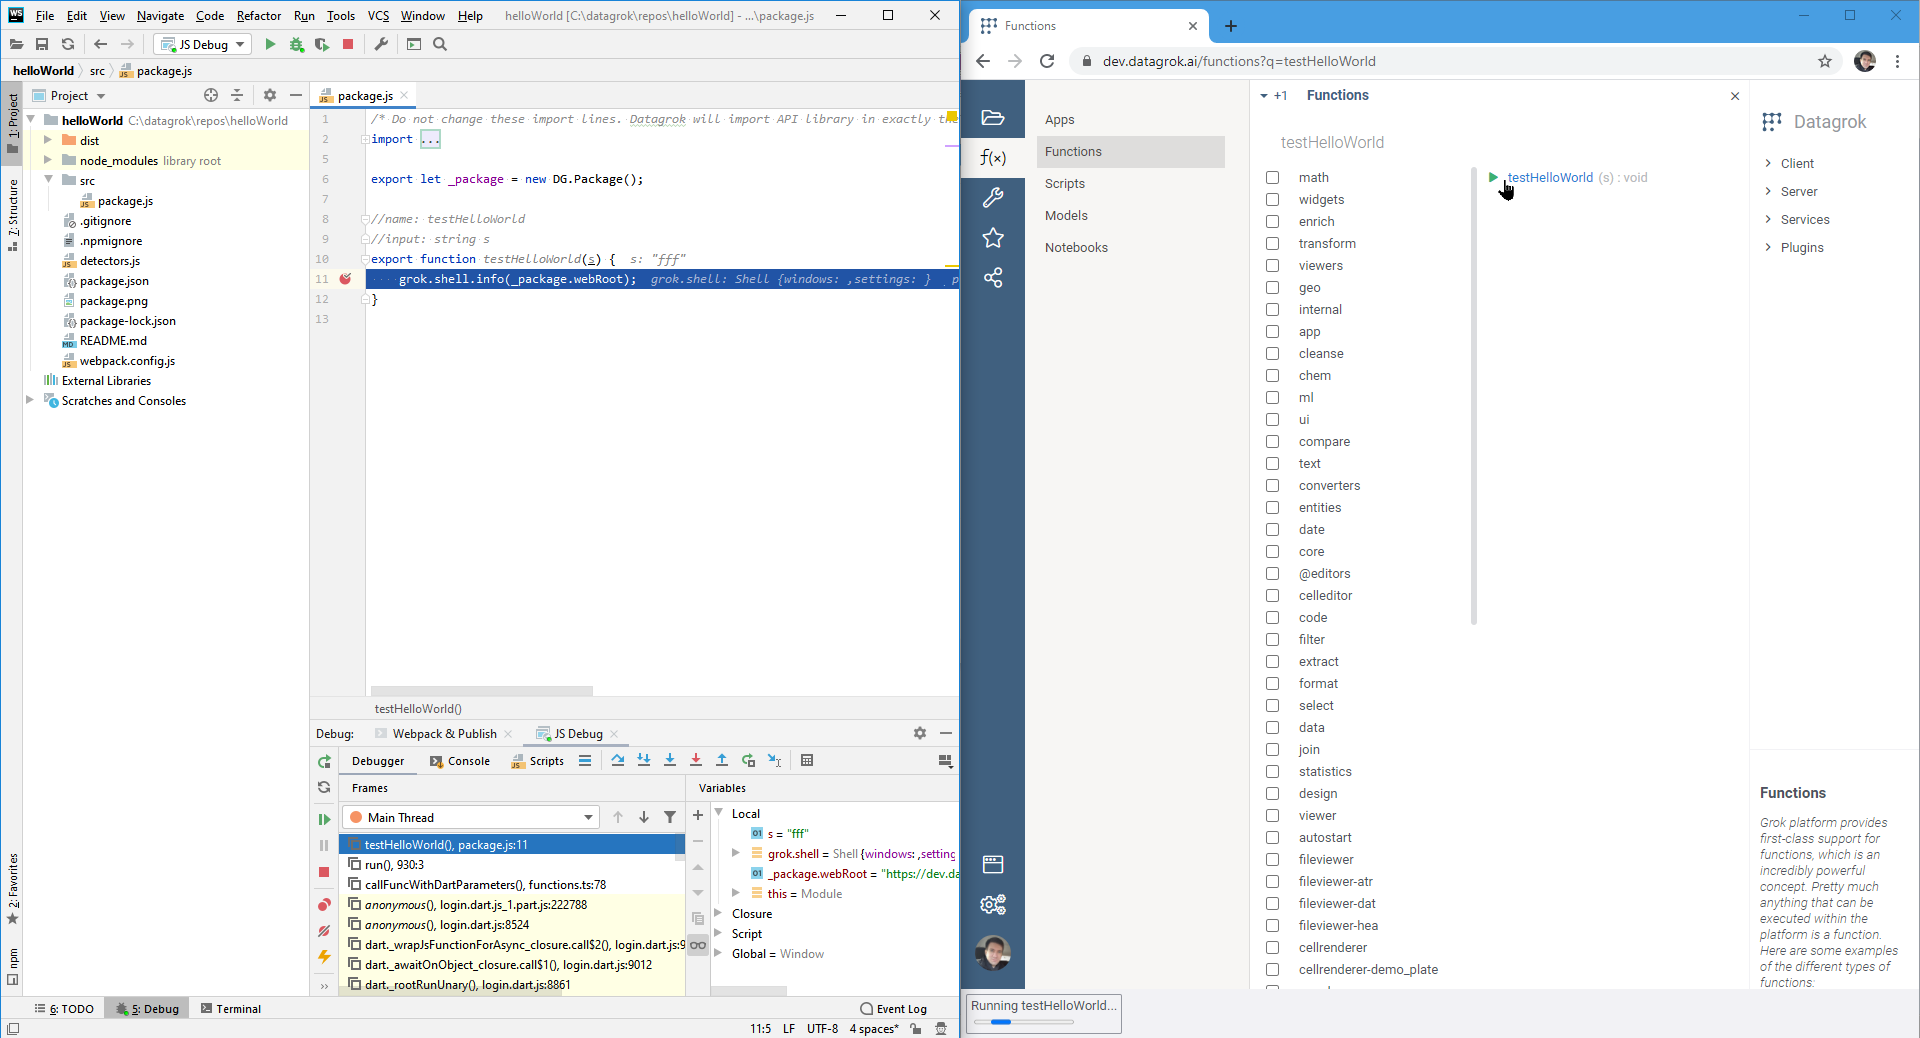 WS File Edit View Navigate Code Refactor Run Tools VCS Window Help helloWorld [C:\datagrok\repos\helloWorld] - ...\package.js
JS Debug
helloWorld src package.js
1: Project
7: Structure
2: Favorites
npm
Project
helloWorld C:\datagrok\repos\helloWorld
dist
node_modules library root
src
package.js
.gitignore
.npmignore
detectors.js
package.json
package.png
package-lock.json
README.md
webpack.config.js
External Libraries
Scratches and Consoles
package.js
1 /* Do not change these import lines. Datagrok will import API library in exactly the
2 import ...
5
6 export let _package = new DG.Package();
7
8 //name: testHelloWorld
9 //input: string s
10 export function testHelloWorld(s) { s: "fff"
11 grok.shell.info(_package.webRoot); grok.shell: Shell {windows: ,settings: } p
12 }
13
testHelloWorld()
Debug: Webpack & Publish JS Debug
Debugger Console Scripts
Frames
Main Thread
testHelloWorld(), package.js:11
run(), 930:3
callFuncWithDartParameters(), functions.ts:78
anonymous(), login.dart.js_1.part.js:222788
anonymous(), login.dart.js:8524
dart._wrapJsFunctionForAsync_closure.call$2(), login.dart.js:9
dart._awaitOnObject_closure.call$1(), login.dart.js:9012
dart._rootRunUnary(), login.dart.js:8861
Variables
Local
01 s = "fff"
grok.shell = Shell {windows: ,setting
01 _package.webRoot = "https://dev.da
this = Module
Closure
Script
Global = Window
6: TODO 5: Debug Terminal Event Log
11:5 LF UTF-8 4 spaces*
Functions
dev.datagrok.ai/functions?q=testHelloWorld
f(x)
Apps
Functions
Scripts
Models
Notebooks
+1 Functions
testHelloWorld
math
widgets
enrich
transform
viewers
geo
internal
app
cleanse
chem
ml
ui
compare
text
converters
entities
date
core
@editors
celleditor
code
filter
extract
format
select
data
join
statistics
design
viewer
autostart
fileviewer
fileviewer-atr
fileviewer-dat
fileviewer-hea
cellrenderer
cellrenderer-demo_plate
testHelloWorld (s) : void
Datagrok
Client
Server
Services
Plugins
Functions
Grok platform provides
first-class support for
functions, which is an
incredibly powerful
concept. Pretty much
anything that can be
executed within the
platform is a function.
Here are some examples
of the different types of
functions:
Running testHelloWorld...